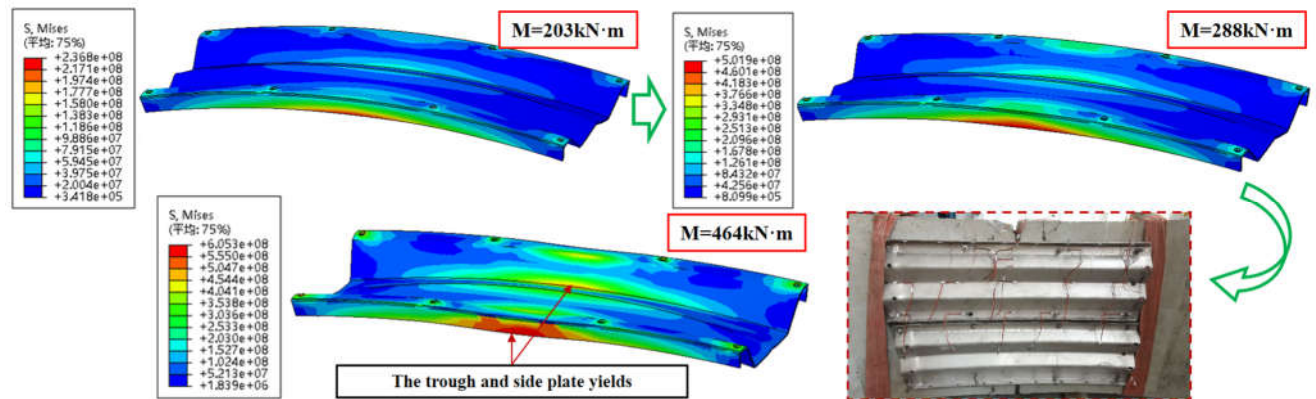 S, Mises
(平均: 75%)
+2.368e+08
+2.171e+08
+1.974e+08
+1.777e+08
+1.580e+08
+1.383e+08
+1.186e+08
+9.886e+07
+7.915e+07
+5.945e+07
+3.975e+07
+2.004e+07
+3.418e+05
M=203kN·m
S, Mises
(平均: 75%)
+5.019e+08
+4.601e+08
+4.183e+08
+3.766e+08
+3.348e+08
+2.931e+08
+2.513e+08
+2.096e+08
+1.678e+08
+1.261e+08
+8.432e+07
+4.256e+07
+8.099e+05
M=288kN·m
S, Mises
(平均: 75%)
+6.053e+08
+5.550e+08
+5.047e+08
+4.544e+08
+4.041e+08
+3.538e+08
+3.036e+08
+2.533e+08
+2.030e+08
+1.527e+08
+1.024e+08
+5.213e+07
+1.839e+06
M=464kN·m
The trough and side plate yields